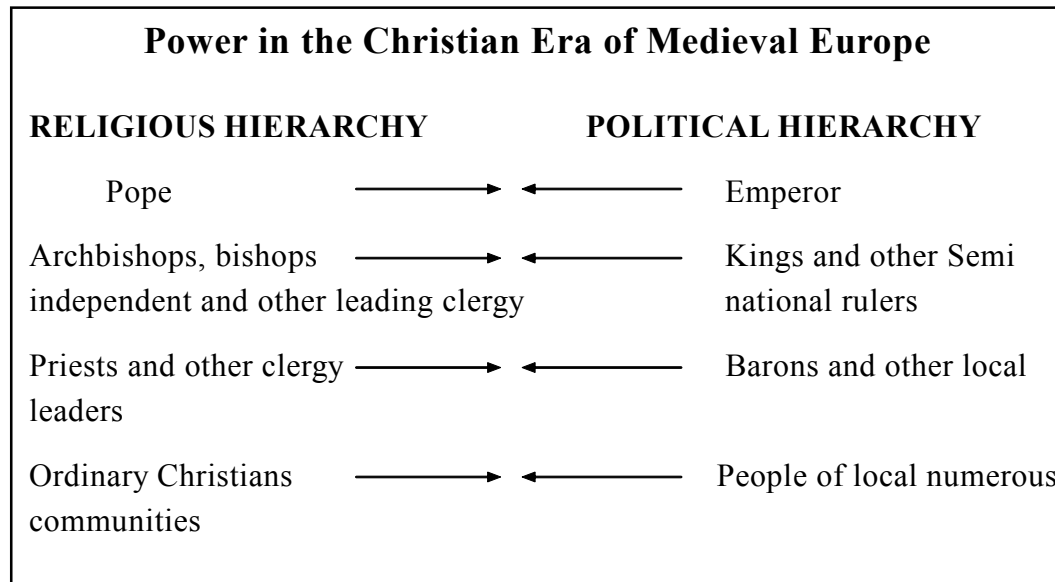 Power in the Christian Era of Medieval Europe
RELIGIOUS HIERARCHY POLITICAL HIERARCHY
Pope Emperor
Archbishops, bishops Kings and other Semi
independent and other leading clergy national rulers
Priests and other clergy Barons and other local
leaders
Ordinary Christians People of local numerous
communities